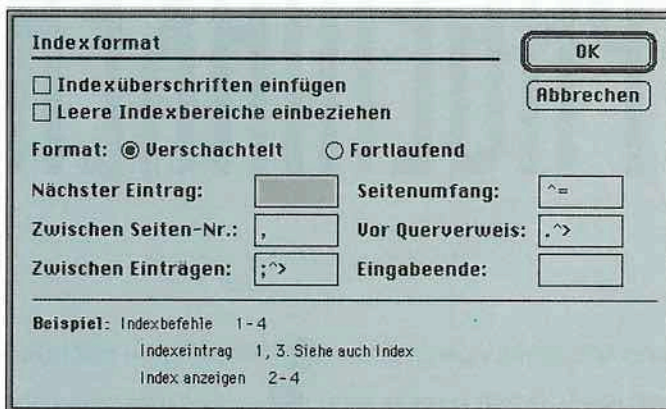 Indexformat
OK
Indexüberschriften einfügen
Abbrechen
Leere Indexbereiche einbeziehen
Format: Verschachtelt Fortlaufend
Nächster Eintrag: Seitenumfang: ^=
Zwischen Seiten-Nr.: , Vor Querverweis: .^>
Zwischen Einträgen: ;^> Eingabeende:
Beispiel: Indexbefehle 1-4
Indexeintrag 1, 3. Siehe auch Index
Index anzeigen 2-4